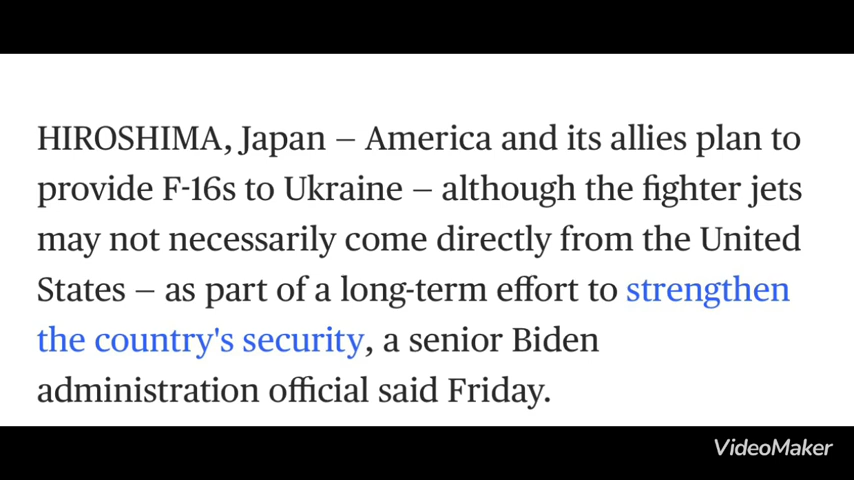 HIROSHIMA, Japan — America and its allies plan to
provide F-16s to Ukraine — although the fighter jets
may not necessarily come directly from the United
States — as part of a long-term effort to strengthen
the country's security, a senior Biden
administration official said Friday.
VideoMaker